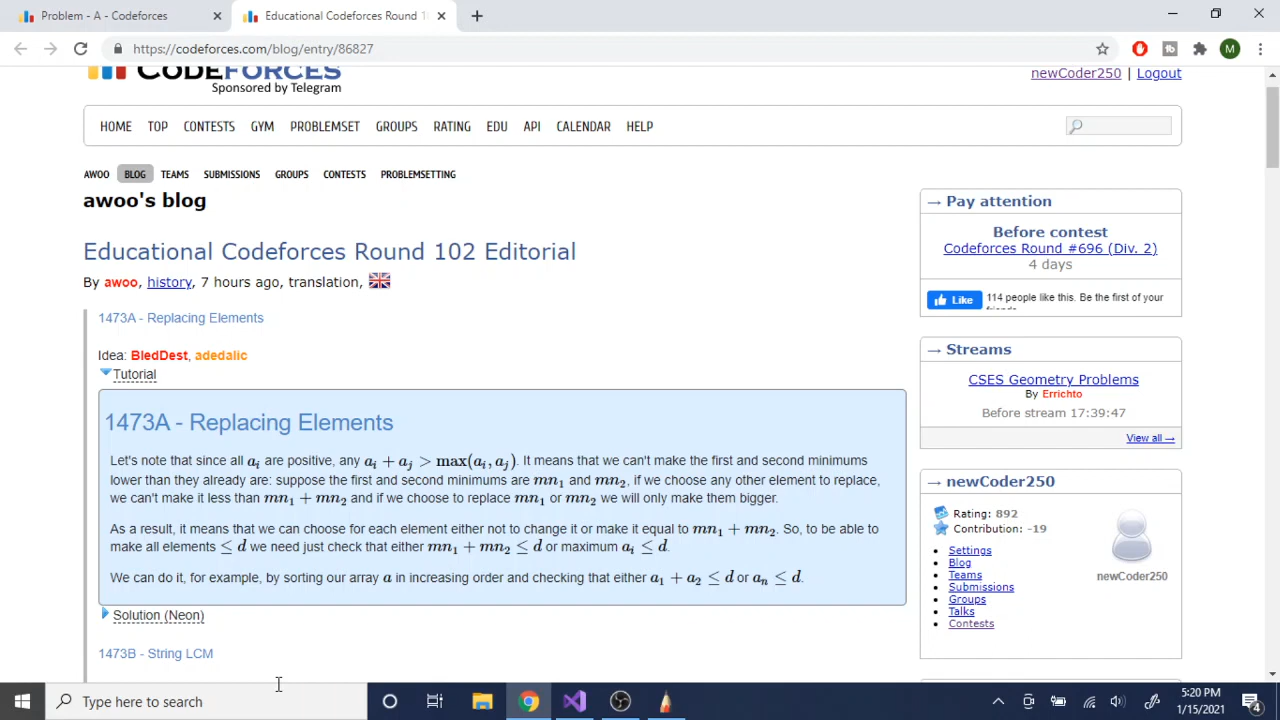 Problem - A - Codeforces
Educational Codeforces Round 1
https://codeforces.com/blog/entry/86827
M
CODEFORCES
Sponsored by Telegram
newCoder250 | Logout
HOME TOP CONTESTS GYM PROBLEMSET GROUPS RATING EDU API CALENDAR HELP
AWOO BLOG TEAMS SUBMISSIONS GROUPS CONTESTS PROBLEMSETTING
awoo's blog
Educational Codeforces Round 102 Editorial
By awoo, history, 7 hours ago, translation,
1473A - Replacing Elements
Idea: BledDest, adedalic
Tutorial
1473A - Replacing Elements
Let's note that since all a_i are positive, any a_i + a_j > max(a_i, a_j). It means that we can't make the first and second minimums
lower than they already are: suppose the first and second minimums are mn_1 and mn_2, if we choose any other element to replace,
we can't make it less than mn_1 + mn_2 and if we choose to replace mn_1 or mn_2 we will only make them bigger.
As a result, it means that we can choose for each element either not to change it or make it equal to mn_1 + mn_2. So, to be able to
make all elements ≤ d we need just check that either mn_1 + mn_2 ≤ d or maximum a_i ≤ d.
We can do it, for example, by sorting our array a in increasing order and checking that either a_1 + a_2 ≤ d or a_n ≤ d.
Solution (Neon)
1473B - String LCM
→ Pay attention
Before contest
Codeforces Round #696 (Div. 2)
4 days
Like
114 people like this. Be the first of your
friends.
→ Streams
CSES Geometry Problems
By Errichto
Before stream 17:39:47
View all →
→ newCoder250
Rating: 892
Contribution: -19
Settings
Blog
Teams
Submissions
Groups
Talks
Contests
newCoder250
Type here to search
5:20 PM
1/15/2021
4